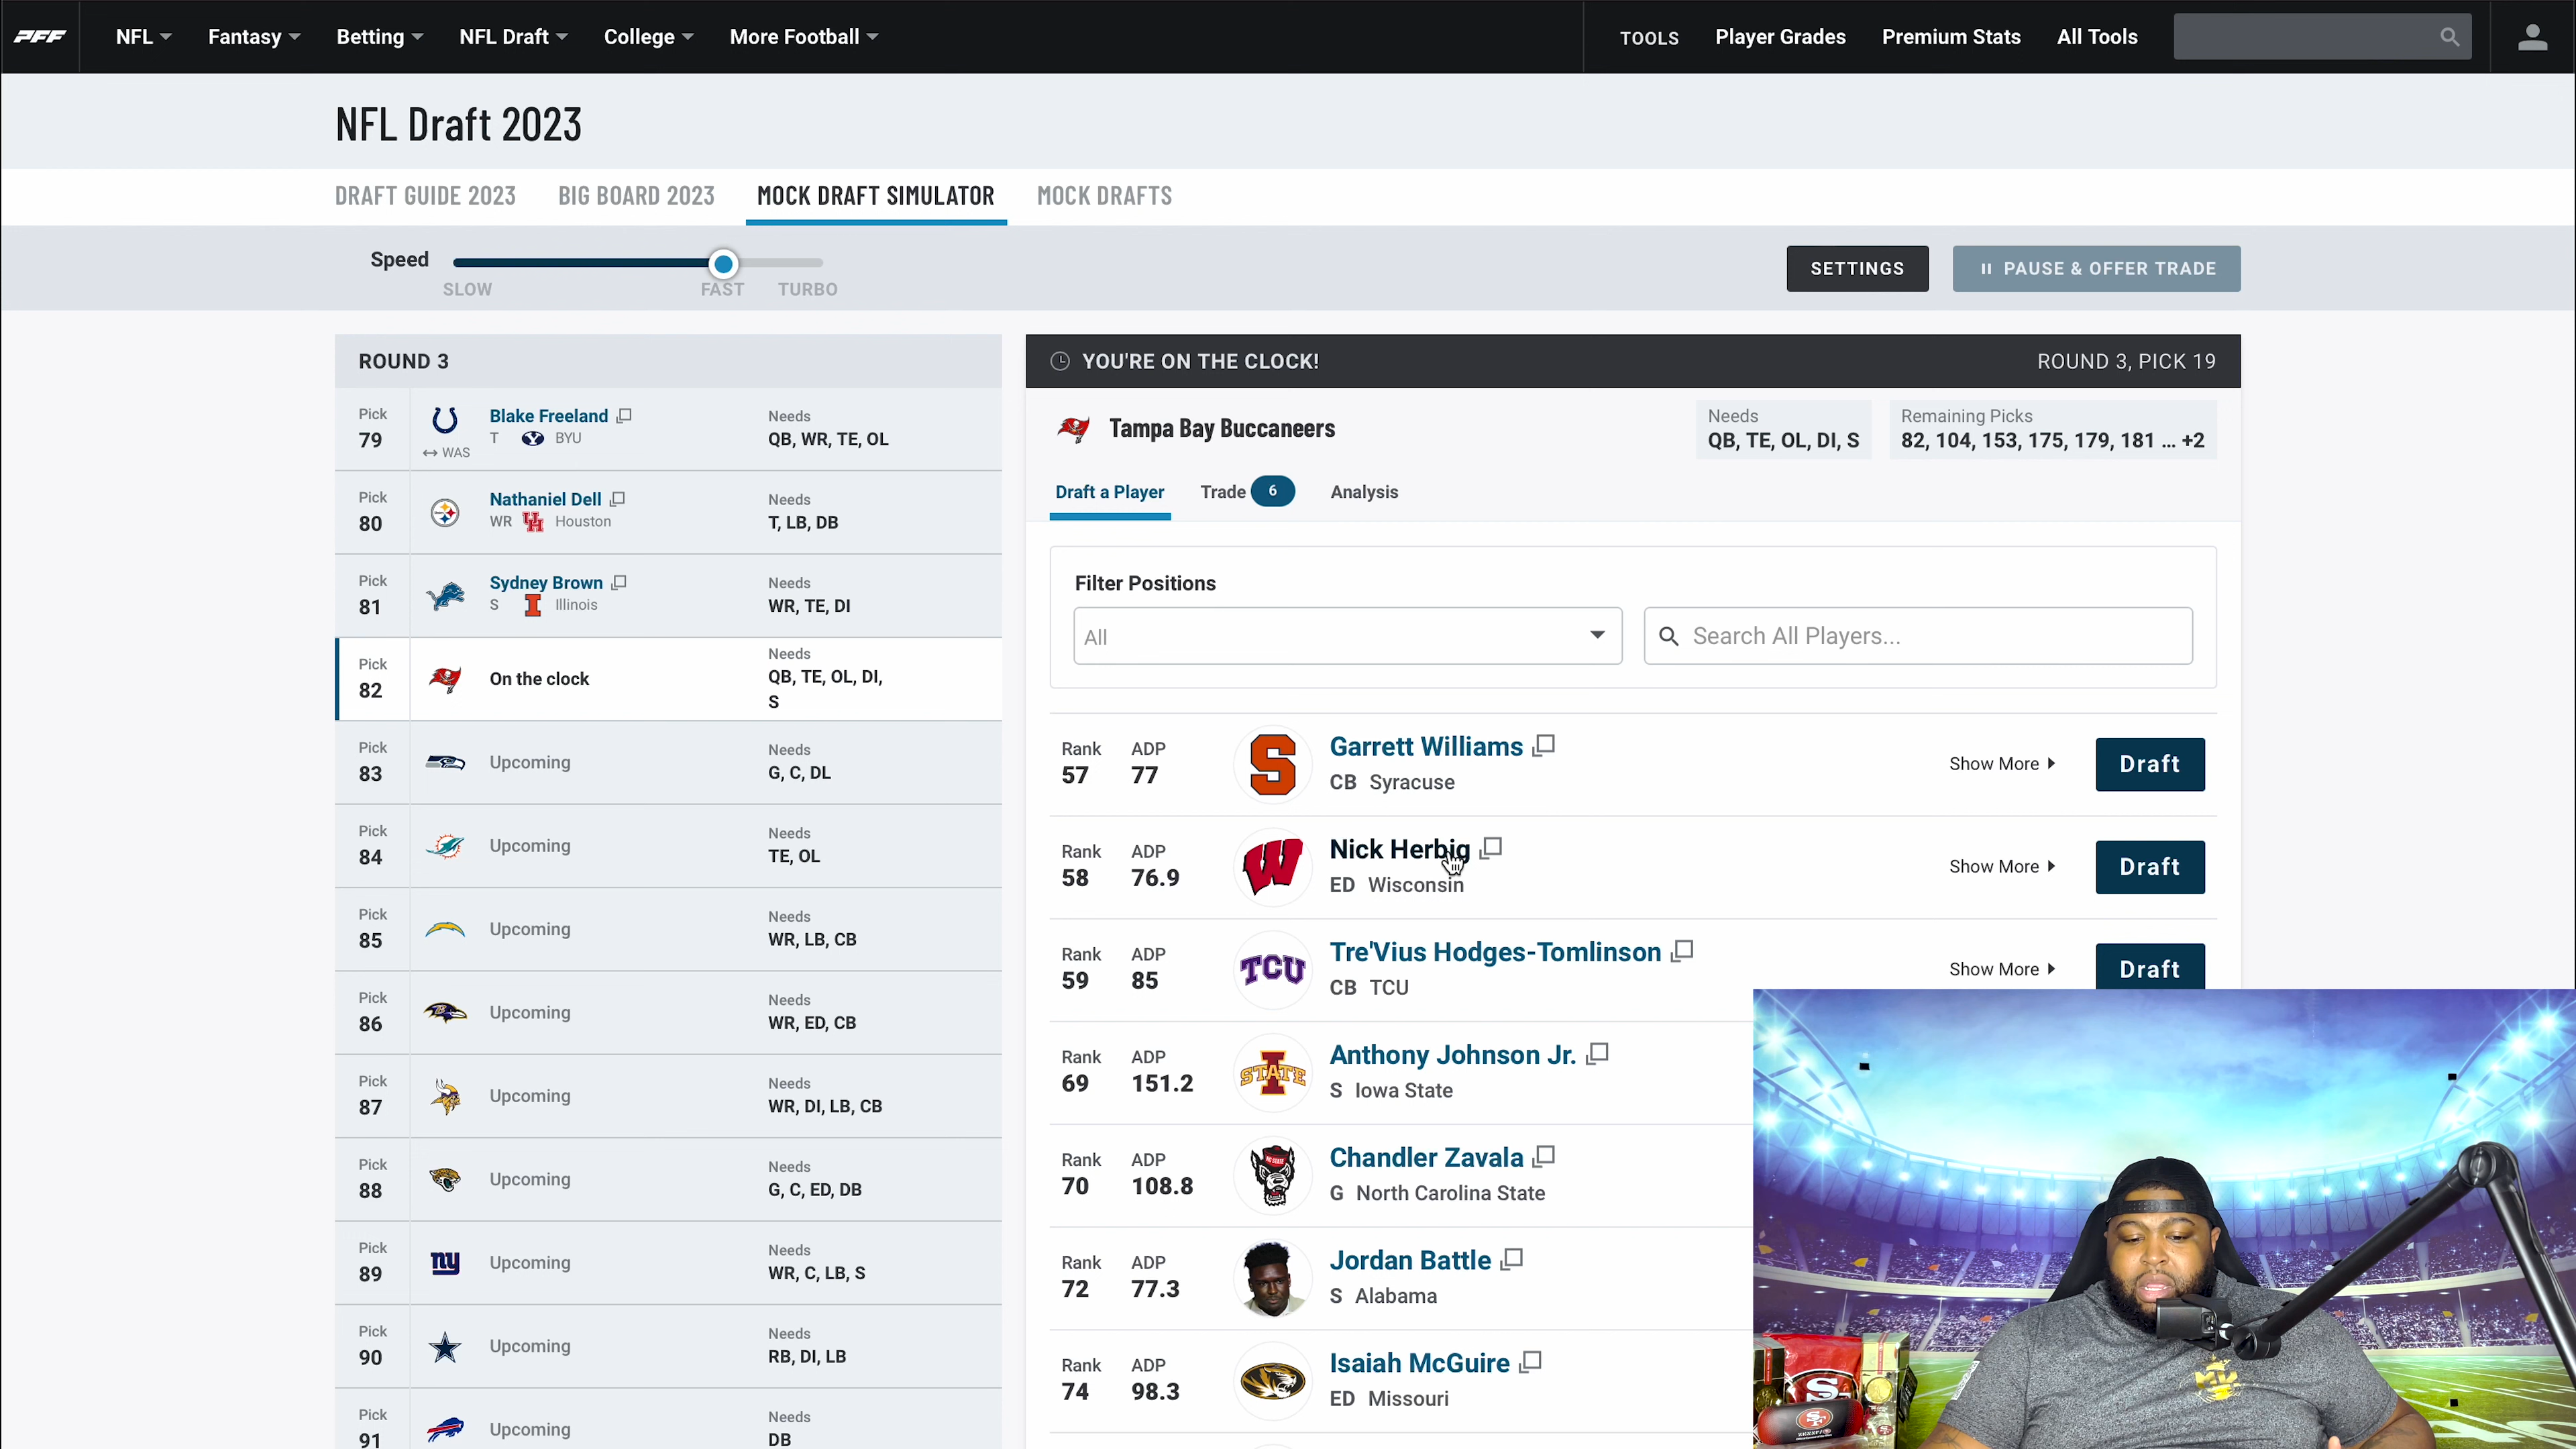 PFF
NFL
Fantasy
Betting
NFL Draft
College
More Football
TOOLS
Player Grades
Premium Stats
All Tools
NFL Draft 2023
DRAFT GUIDE 2023
BIG BOARD 2023
MOCK DRAFT SIMULATOR
MOCK DRAFTS
Speed
SLOW
FAST
TURBO
SETTINGS
PAUSE & OFFER TRADE
ROUND 3
Pick
79
WAS
Blake Freeland
T BYU
Needs
QB, WR, TE, OL
Pick
80
Nathaniel Dell
WR Houston
Needs
T, LB, DB
Pick
81
Sydney Brown
S Illinois
Needs
WR, TE, DI
Pick
82
On the clock
Needs
QB, TE, OL, DI,
S
Pick
83
Upcoming
Needs
G, C, DL
Pick
84
Upcoming
Needs
TE, OL
Pick
85
Upcoming
Needs
WR, LB, CB
Pick
86
Upcoming
Needs
WR, ED, CB
Pick
87
Upcoming
Needs
WR, DI, LB, CB
Pick
88
Upcoming
Needs
G, C, ED, DB
Pick
89
ny
Upcoming
Needs
WR, C, LB, S
Pick
90
Upcoming
Needs
RB, DI, LB
Pick
91
Upcoming
Needs
DB
YOU'RE ON THE CLOCK!
ROUND 3, PICK 19
Tampa Bay Buccaneers
Needs
QB, TE, OL, DI, S
Remaining Picks
82, 104, 153, 175, 179, 181 ... +2
Draft a Player
Trade 6
Analysis
Filter Positions
All
Search All Players...
Rank
57
ADP
77
S
Garrett Williams
CB Syracuse
Show More
Draft
Rank
58
ADP
76.9
W
Nick Herbig
ED Wisconsin
Show More
Draft
Rank
59
ADP
85
TCU
Tre'Vius Hodges-Tomlinson
CB TCU
Show More
Draft
Rank
69
ADP
151.2
STATE
Anthony Johnson Jr.
S Iowa State
Rank
70
ADP
108.8
Chandler Zavala
G North Carolina State
Rank
72
ADP
77.3
Jordan Battle
S Alabama
Rank
74
ADP
98.3
Isaiah McGuire
ED Missouri
SF